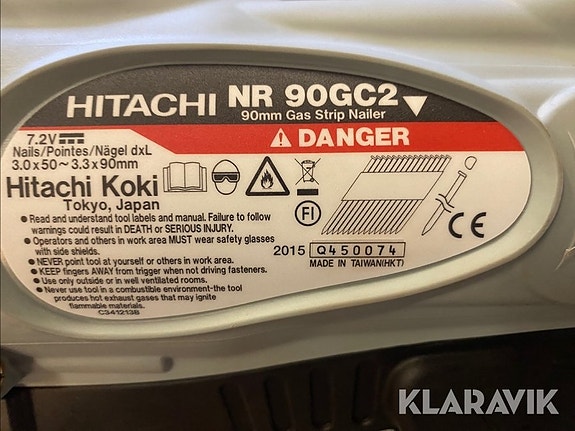 HITACHI NR 90GC2
90mm Gas Strip Nailer
DANGER
7.2V
Nails/Pointes/Nägel dxL
3.0x50~3.3x90mm
Hitachi Koki
Tokyo, Japan
FI
CE
• Read and understand tool labels and manual. Failure to follow
warnings could result in DEATH or SERIOUS INJURY.
• Operators and others in work area MUST wear safety glasses
with side shields.
• NEVER point tool at yourself or others in work area.
• KEEP fingers AWAY from trigger when not driving fasteners.
• Use only outside or in well ventilated rooms.
• Never use tool in a combustible environment-the tool
produces hot exhaust gases that may ignite
flammable materials.
C341213B
2015 Q450074
MADE IN TAIWAN(HKT)
KLARAVIK